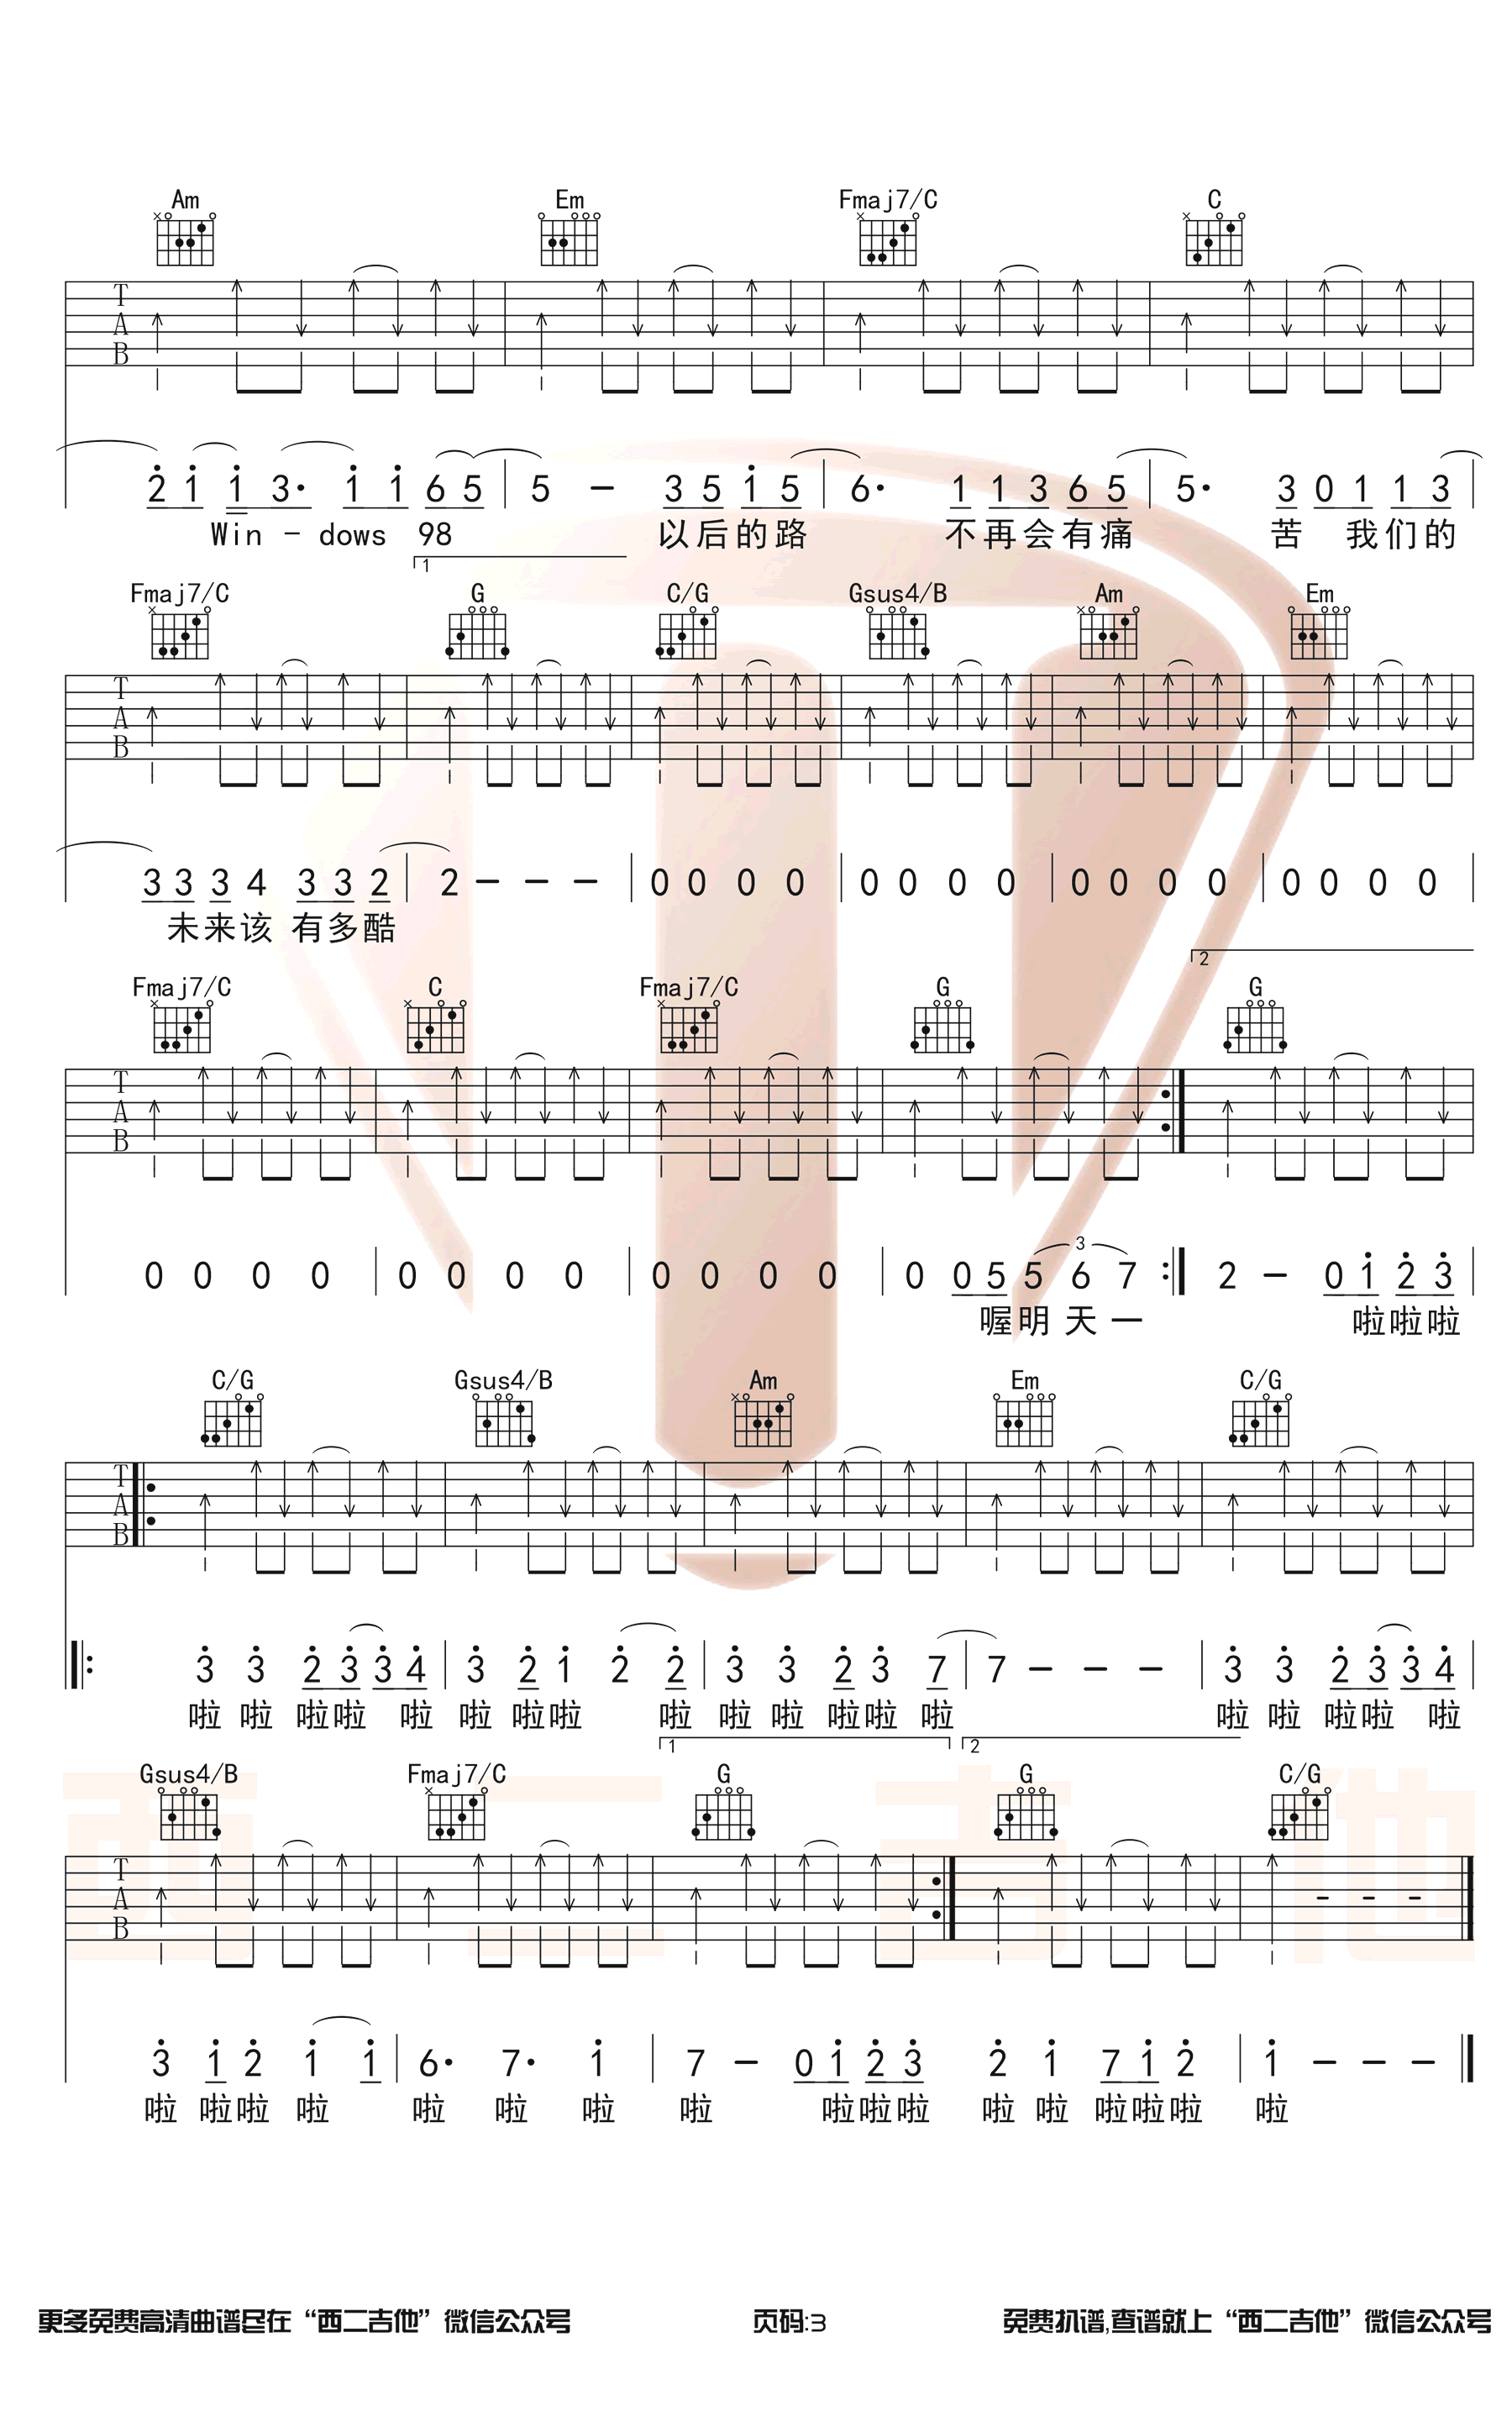 Am Em Fmaj7/C C
T
A
B
2 1 1 3· 1 1 6 5 | 5 – 3 5 1 5 | 6· 1 1 3 6 5 | 5· 3 0 1 1 3
Win - dows 98 以后的路 不再会有痛 苦 我们的
1
Fmaj7/C G C/G Gsus4/B Am Em
T
A
B
3 3 3 4 3 3 2 | 2 – – – | 0 0 0 0 | 0 0 0 0 | 0 0 0 0 | 0 0 0 0
未来该 有多酷
2
Fmaj7/C C Fmaj7/C G G
T
A
B
3
0 0 0 0 | 0 0 0 0 | 0 0 0 0 | 0 0 5 5 6 7 :| 2 – 0 1 2 3
喔明 天 一 啦啦啦
C/G Gsus4/B Am Em C/G
T
A
B
|: 3 3 2 3 3 4 | 3 2 1 2 2 | 3 3 2 3 7 | 7 – – – | 3 3 2 3 3 4
啦 啦 啦啦 啦 啦 啦啦 啦 啦 啦 啦啦 啦 啦 啦 啦啦 啦
1 2
Gsus4/B Fmaj7/C G G C/G
T
A
B
– – –
3 1 2 1 1 | 6· 7· 1 | 7 – 0 1 2 3 2 1 7 1 2 | 1 – – –
啦 啦啦 啦 啦 啦 啦 啦 啦啦啦 啦 啦 啦啦啦 啦
西二吉他
更多免费高清曲谱尽在“西二吉他”微信公众号 页码:3 免费扒谱,查谱就上“西二吉他”微信公众号